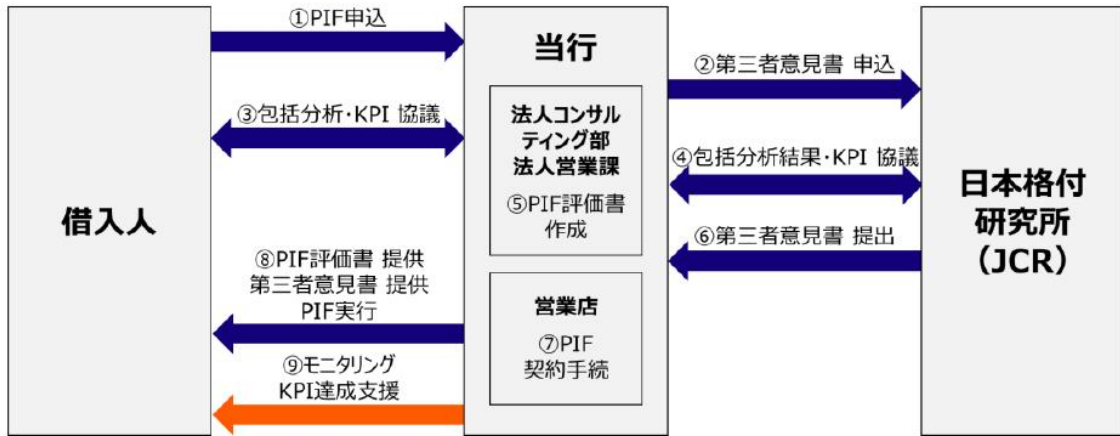 ①PIF申込
当行
②第三者意見書 申込
③包括分析・KPI 協議
法人コンサル
ティング部
法人営業課
⑤PIF評価書
作成
④包括分析結果・KPI 協議
借入人
日本格付
研究所
（JCR）
⑥第三者意見書 提出
⑧PIF評価書 提供
第三者意見書 提供
PIF実行
営業店
⑦PIF
契約手続
⑨モニタリング
KPI達成支援